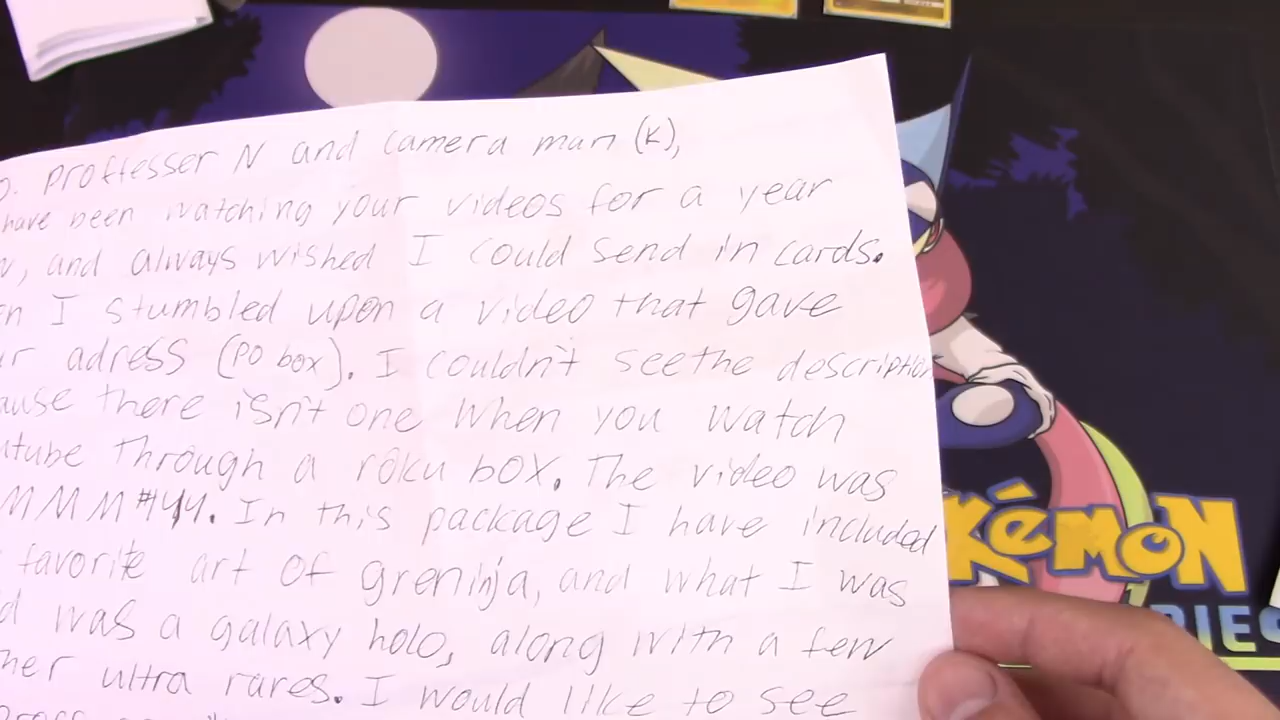 O. Proffesser N and camera man (K),
have been watching your videos for a year
, and always wished I could send in cards.
I stumbled upon a video that gave
adress (PO box). I couldn't see the description
there isn't one when you watch
through a roku box. The video was
MMM #44. In this package I have included
favorite art of greninja, and what I was
was a galaxy holo, along with a few
ultra rares. I would like to see
KéMON
RIES